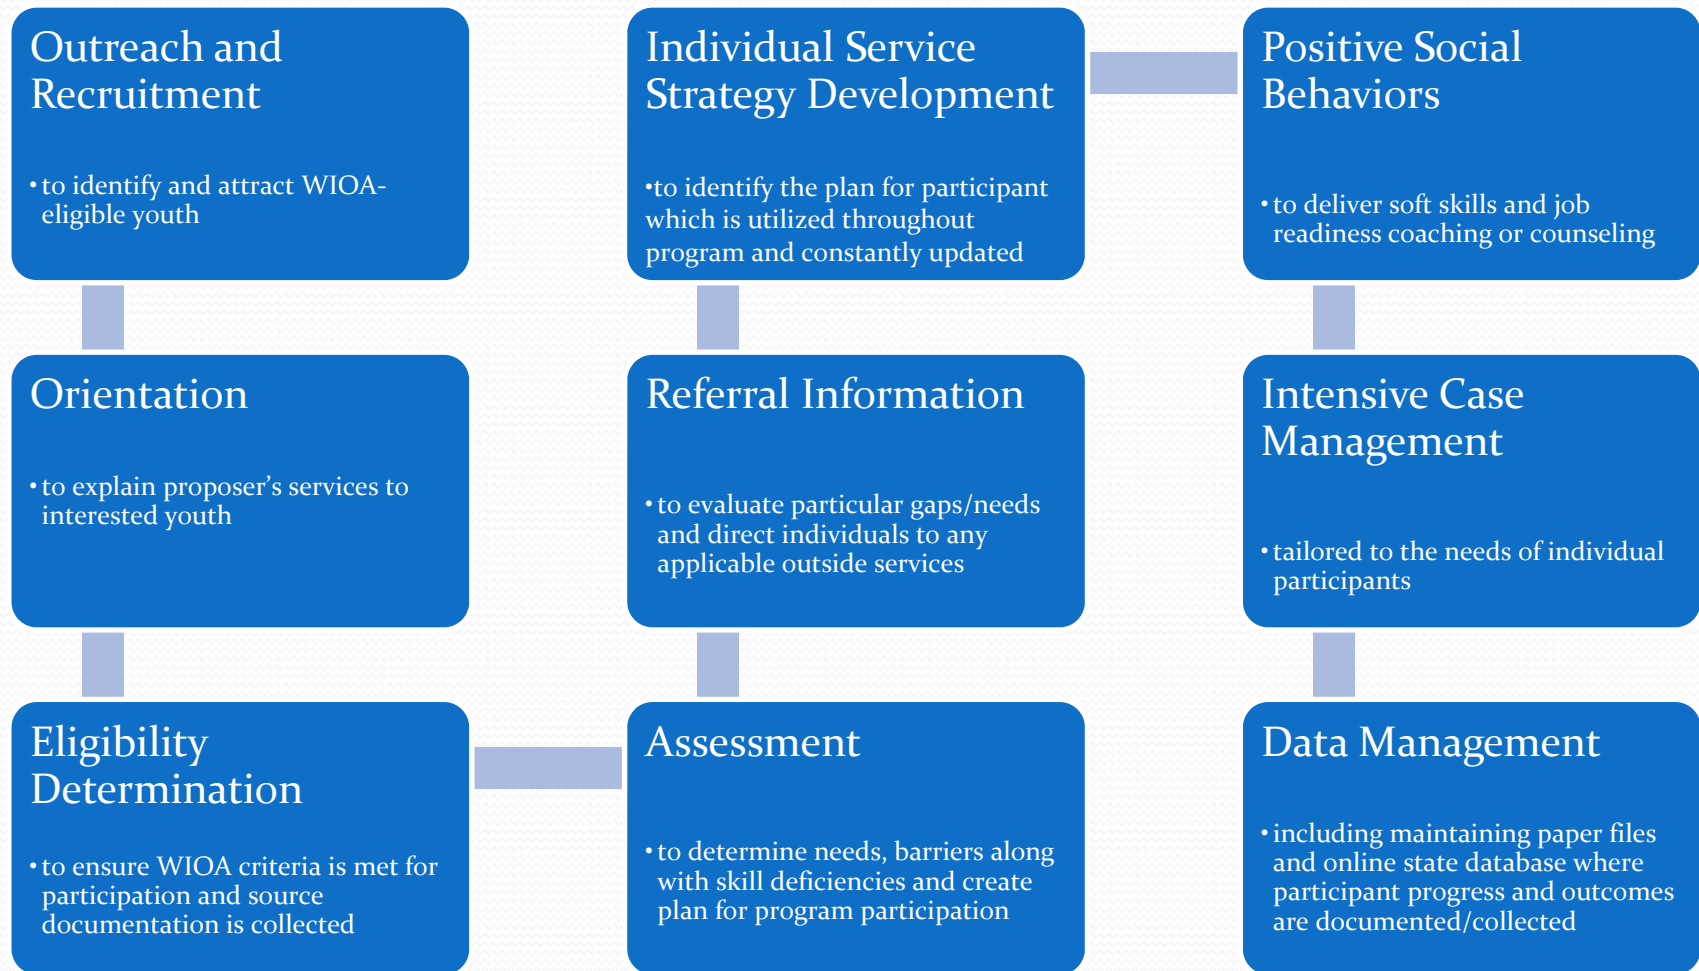 Outreach and
Recruitment
•to identify and attract WIOA-
eligible youth
Orientation
•to explain proposer’s services to
interested youth
Eligibility
Determination
•to ensure WIOA criteria is met for
participation and source
documentation is collected
Assessment
•to determine needs, barriers along
with skill deficiencies and create
plan for program participation
Referral Information
•to evaluate particular gaps/needs
and direct individuals to any
applicable outside services
Individual Service
Strategy Development
•to identify the plan for participant
which is utilized throughout
program and constantly updated
Positive Social
Behaviors
•to deliver soft skills and job
readiness coaching or counseling
Intensive Case
Management
•tailored to the needs of individual
participants
Data Management
•including maintaining paper files
and online state database where
participant progress and outcomes
are documented/collected